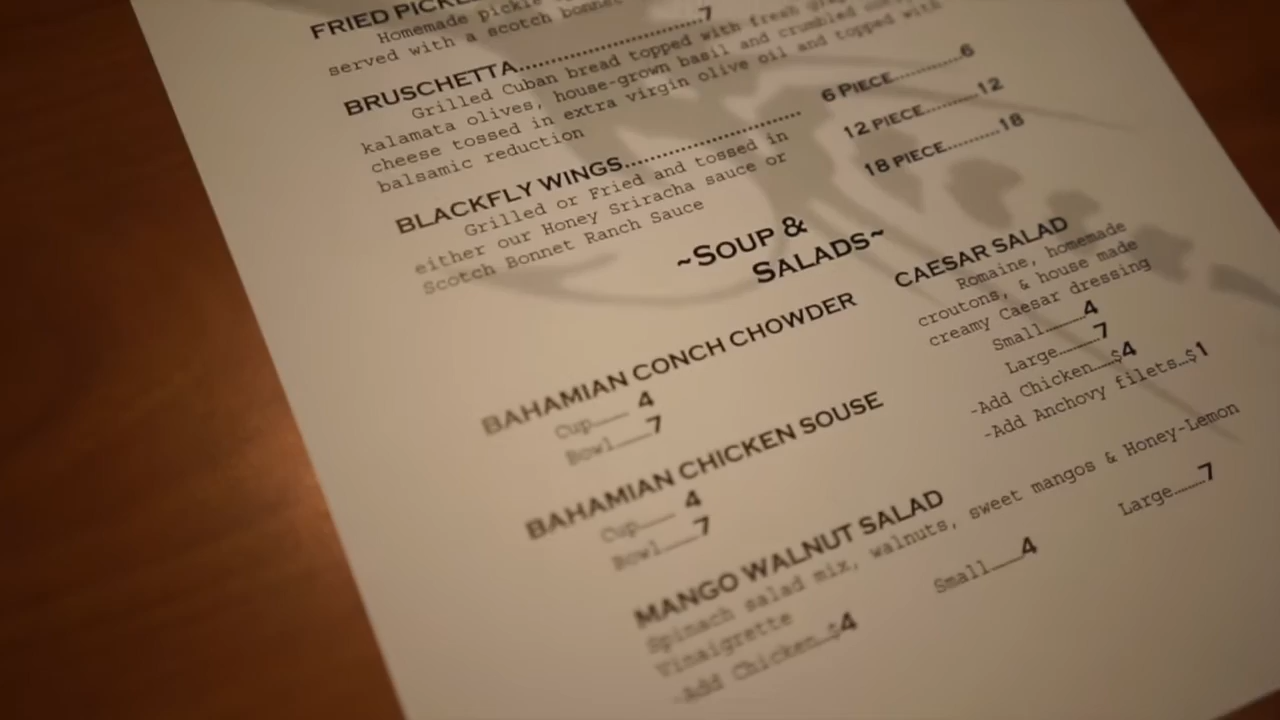 FRIED PICKLE
Homemade pickle
served with a scotch bonnet
BRUSCHETTA..............................7
Grilled Cuban bread topped with fresh
kalamata olives, house-grown basil and crumbled
cheese tossed in extra virgin olive oil and topped with
balsamic reduction
BLACKFLY WINGS..............................
Grilled or Fried and tossed in
either our Honey Sriracha sauce or
Scotch Bonnet Ranch Sauce
6 PIECE............6
12 PIECE.........12
18 PIECE.........18
~SOUP &
SALADS~
BAHAMIAN CONCH CHOWDER
Cup...... 4
Bowl......7
BAHAMIAN CHICKEN SOUSE
Cup...... 4
Bowl......7
CAESAR SALAD
Romaine, homemade
croutons, & house made
creamy Caesar dressing
Small........4
Large........7
-Add Chicken....$4
-Add Anchovy filets...$1
MANGO WALNUT SALAD
Spinach salad mix, walnuts, sweet mangos & Honey-Lemon
Vinaigrette
Small......4
Large......7
-Add Chicken...$4